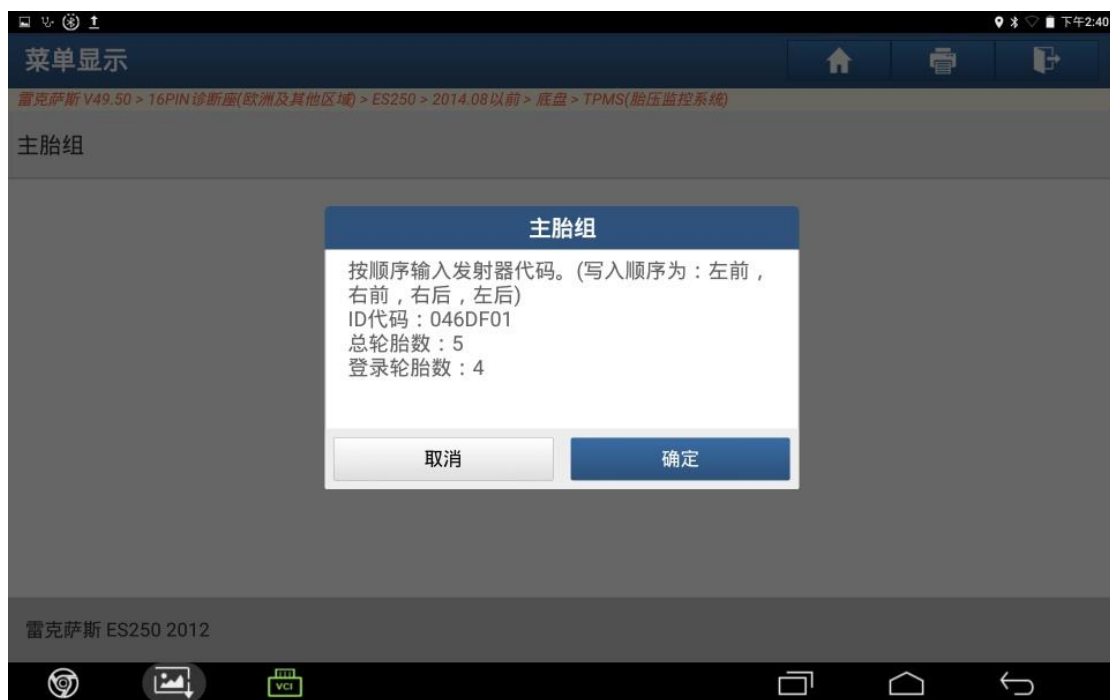 下午2:40
菜单显示
雷克萨斯 V49.50 > 16PIN诊断座(欧洲及其他区域) > ES250 > 2014.08以前 > 底盘 > TPMS(胎压监控系统)
主胎组
主胎组
按顺序输入发射器代码。(写入顺序为：左前，
右前，右后，左后)
ID代码：046DF01
总轮胎数：5
登录轮胎数：4
取消
确定
雷克萨斯 ES250 2012
VCI